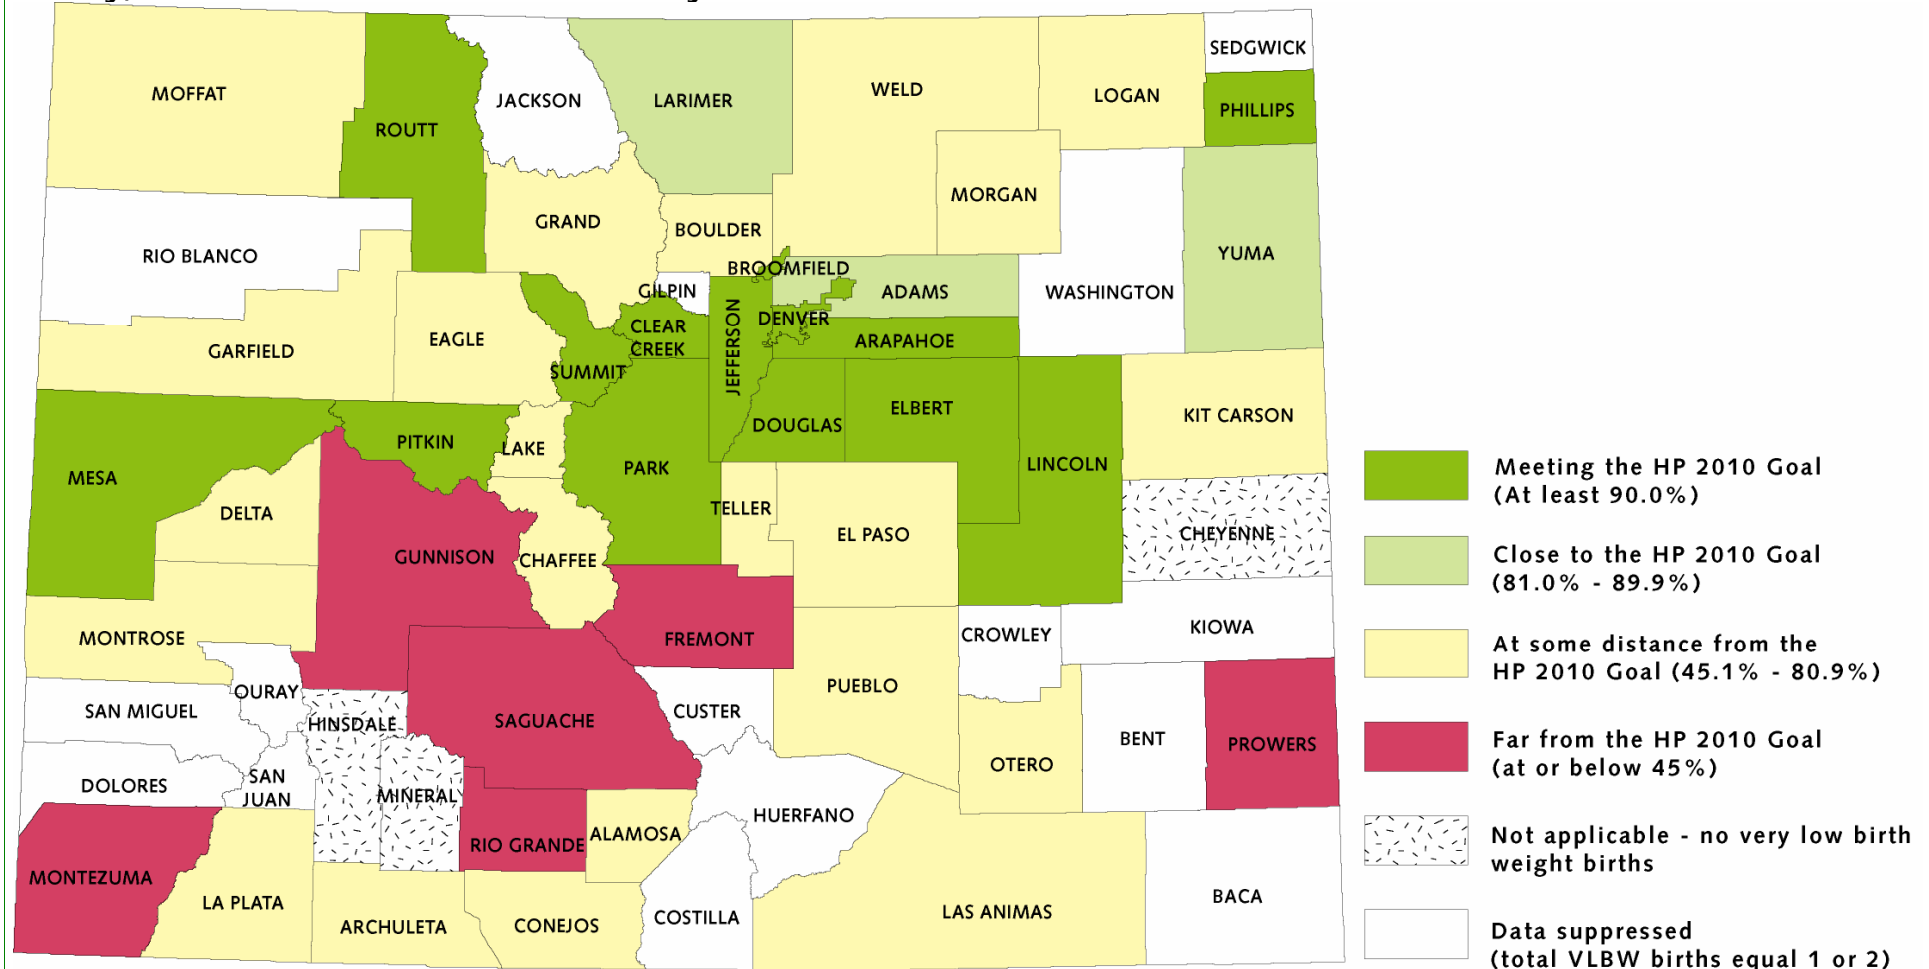 SEDGWICK
MOFFAT
JACKSON
LARIMER
WELD
LOGAN
PHILLIPS
ROUTT
MORGAN
GRAND
BOULDER
RIO BLANCO
YUMA
BROOMFIELD
GILPIN
ADAMS
WASHINGTON
DENVER
CLEAR
CREEK
JEFFERSON
ARAPAHOE
EAGLE
GARFIELD
SUMMIT
ELBERT
KIT CARSON
DOUGLAS
PITKIN
LAKE
PARK
LINCOLN
MESA
DELTA
TELLER
EL PASO
CHEYENNE
GUNNISON
CHAFFEE
MONTROSE
FREMONT
CROWLEY
KIOWA
OURAY
PUEBLO
SAN MIGUEL
HINSDALE
SAGUACHE
CUSTER
BENT
PROWERS
OTERO
DOLORES
SAN
JUAN
MINERAL
HUERFANO
ALAMOSA
RIO GRANDE
MONTEZUMA
LA PLATA
ARCHULETA
CONEJOS
COSTILLA
LAS ANIMAS
BACA
Meeting the HP 2010 Goal
(At least 90.0%)
Close to the HP 2010 Goal
(81.0% - 89.9%)
At some distance from the
HP 2010 Goal (45.1% - 80.9%)
Far from the HP 2010 Goal
(at or below 45%)
Not applicable - no very low birth
weight births
Data suppressed
(total VLBW births equal 1 or 2)